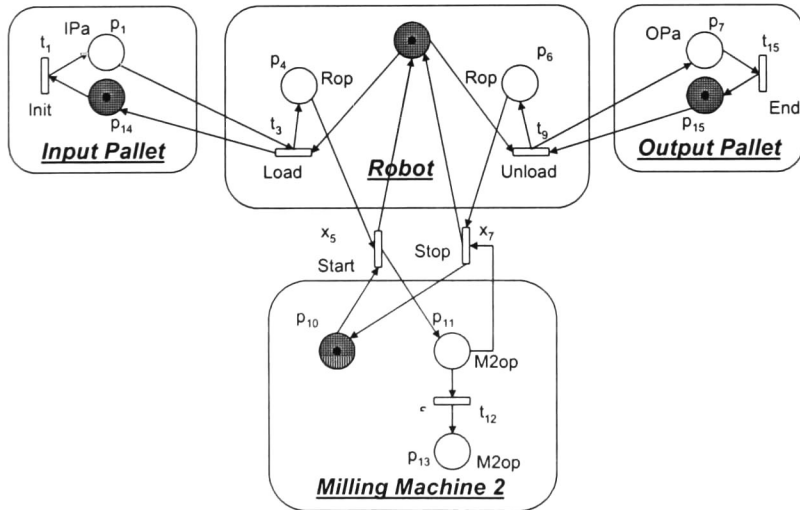 IPa p1
t1
Init
p14
Input Pallet
p4
Rop
t3
Load
Robot
p6
Rop
t9
Unload
OPa p7
t15
p15 End
Output Pallet
x5
Start
Stop
x7
p10
p11
M2op
t12
p13 M2op
Milling Machine 2